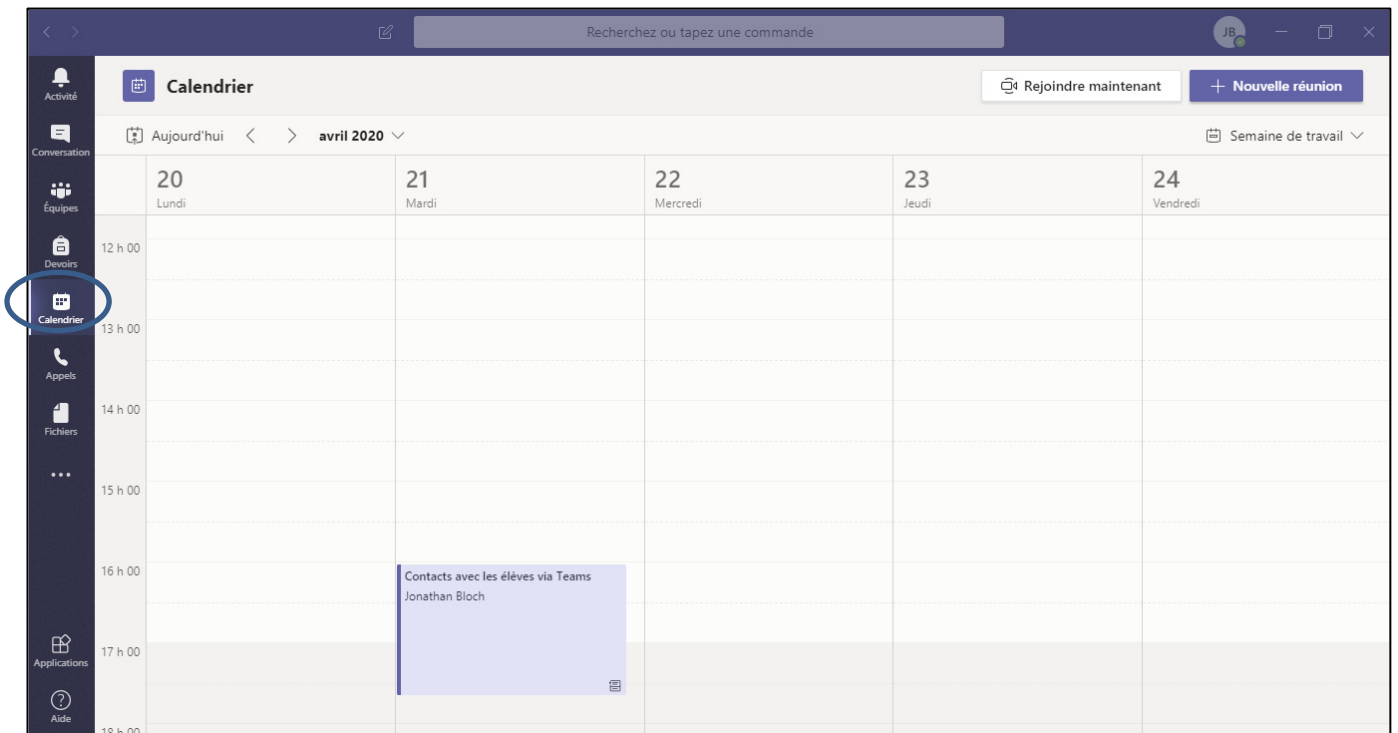 Recherchez ou tapez une commande
JB
Activité
Conversation
Équipes
Devoirs
Calendrier
Appels
Fichiers
Applications
Aide
Calendrier
Rejoindre maintenant
Nouvelle réunion
Aujourd'hui
avril 2020
Semaine de travail
20
Lundi
21
Mardi
22
Mercredi
23
Jeudi
24
Vendredi
12 h 00
13 h 00
14 h 00
15 h 00
16 h 00
Contacts avec les élèves via Teams
Jonathan Bloch
17 h 00
18 h 00